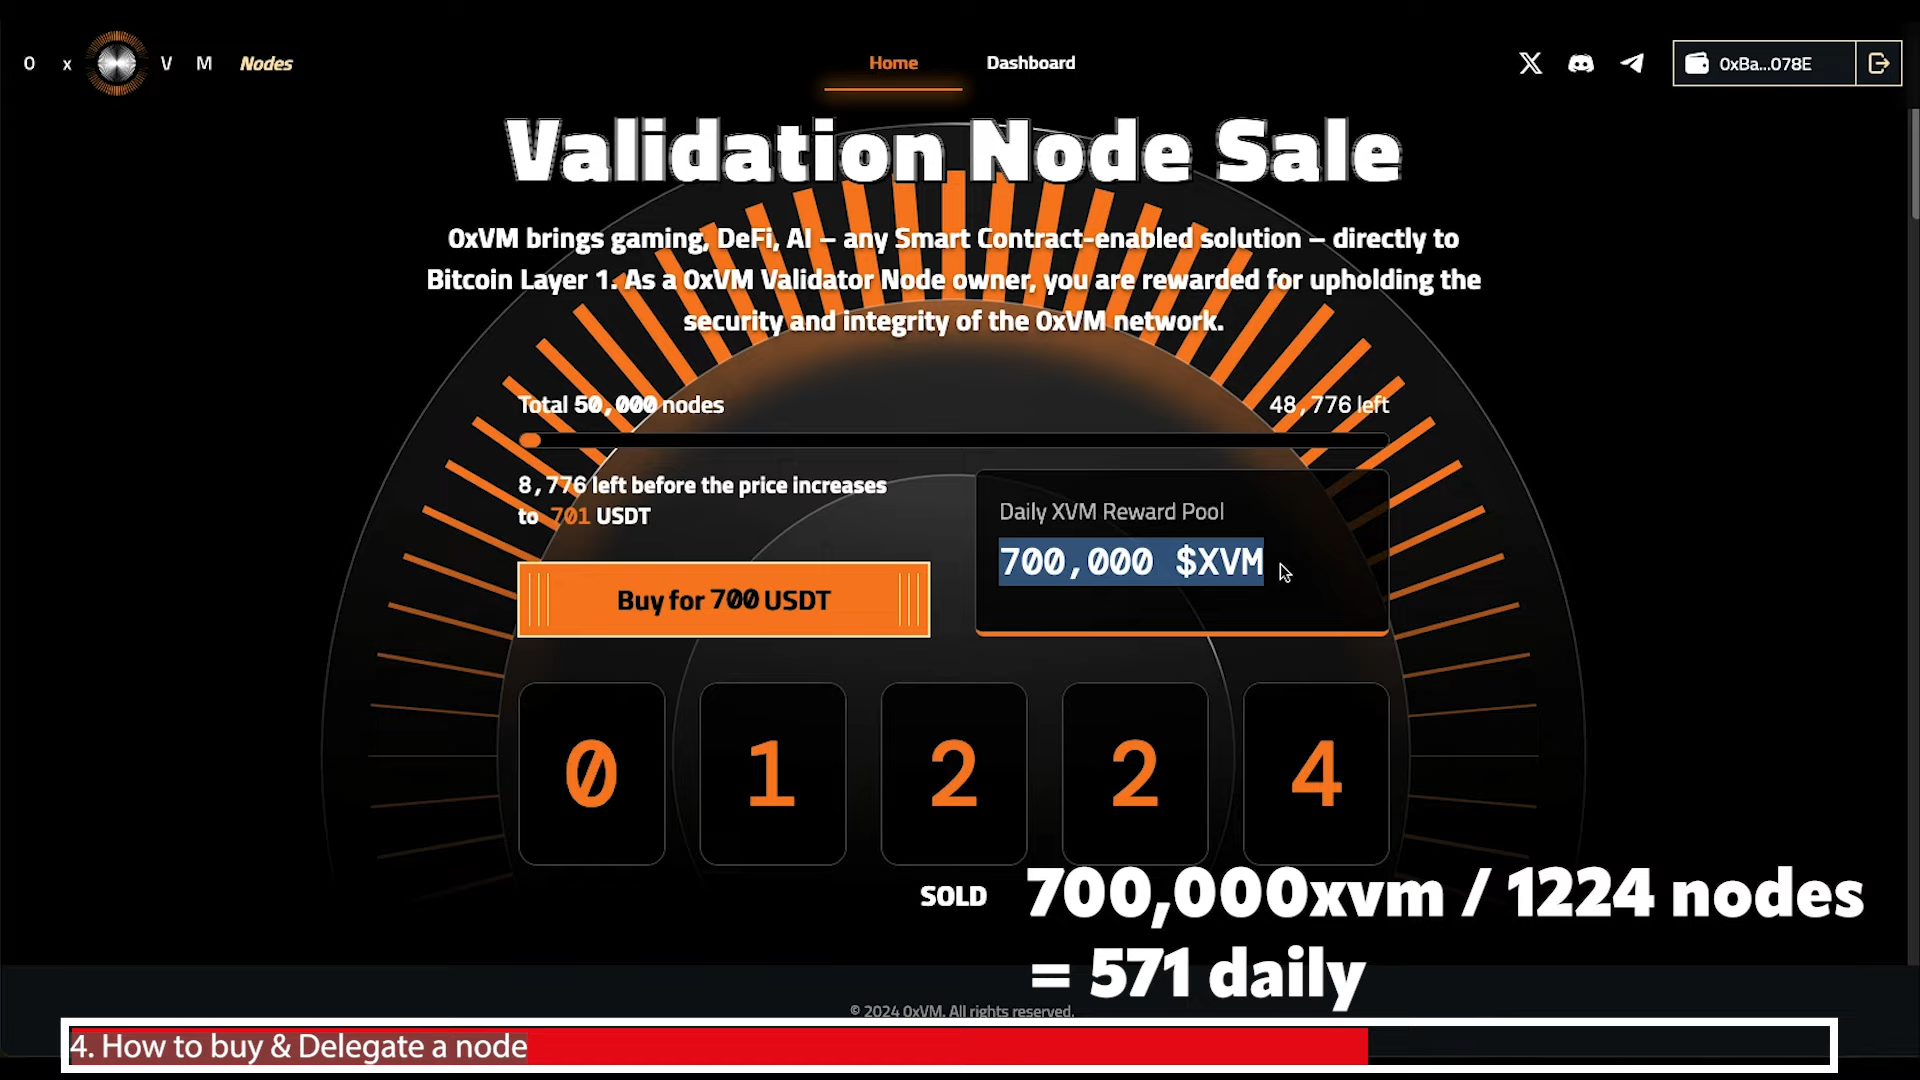 0 x V M Nodes
Home
Dashboard
0xBa...078E
Validation Node Sale
0xVM brings gaming, DeFi, AI – any Smart Contract-enabled solution – directly to
Bitcoin Layer 1. As a 0xVM Validator Node owner, you are rewarded for upholding the
security and integrity of the 0xVM network.
Total 50,000 nodes
48,776 left
8,776 left before the price increases
to 701 USDT
Daily XVM Reward Pool
700,000 $XVM
Buy for 700 USDT
0 1 2 2 4
SOLD
700,000xvm / 1224 nodes
= 571 daily
© 2024 0xVM. All rights reserved.
4. How to buy & Delegate a node